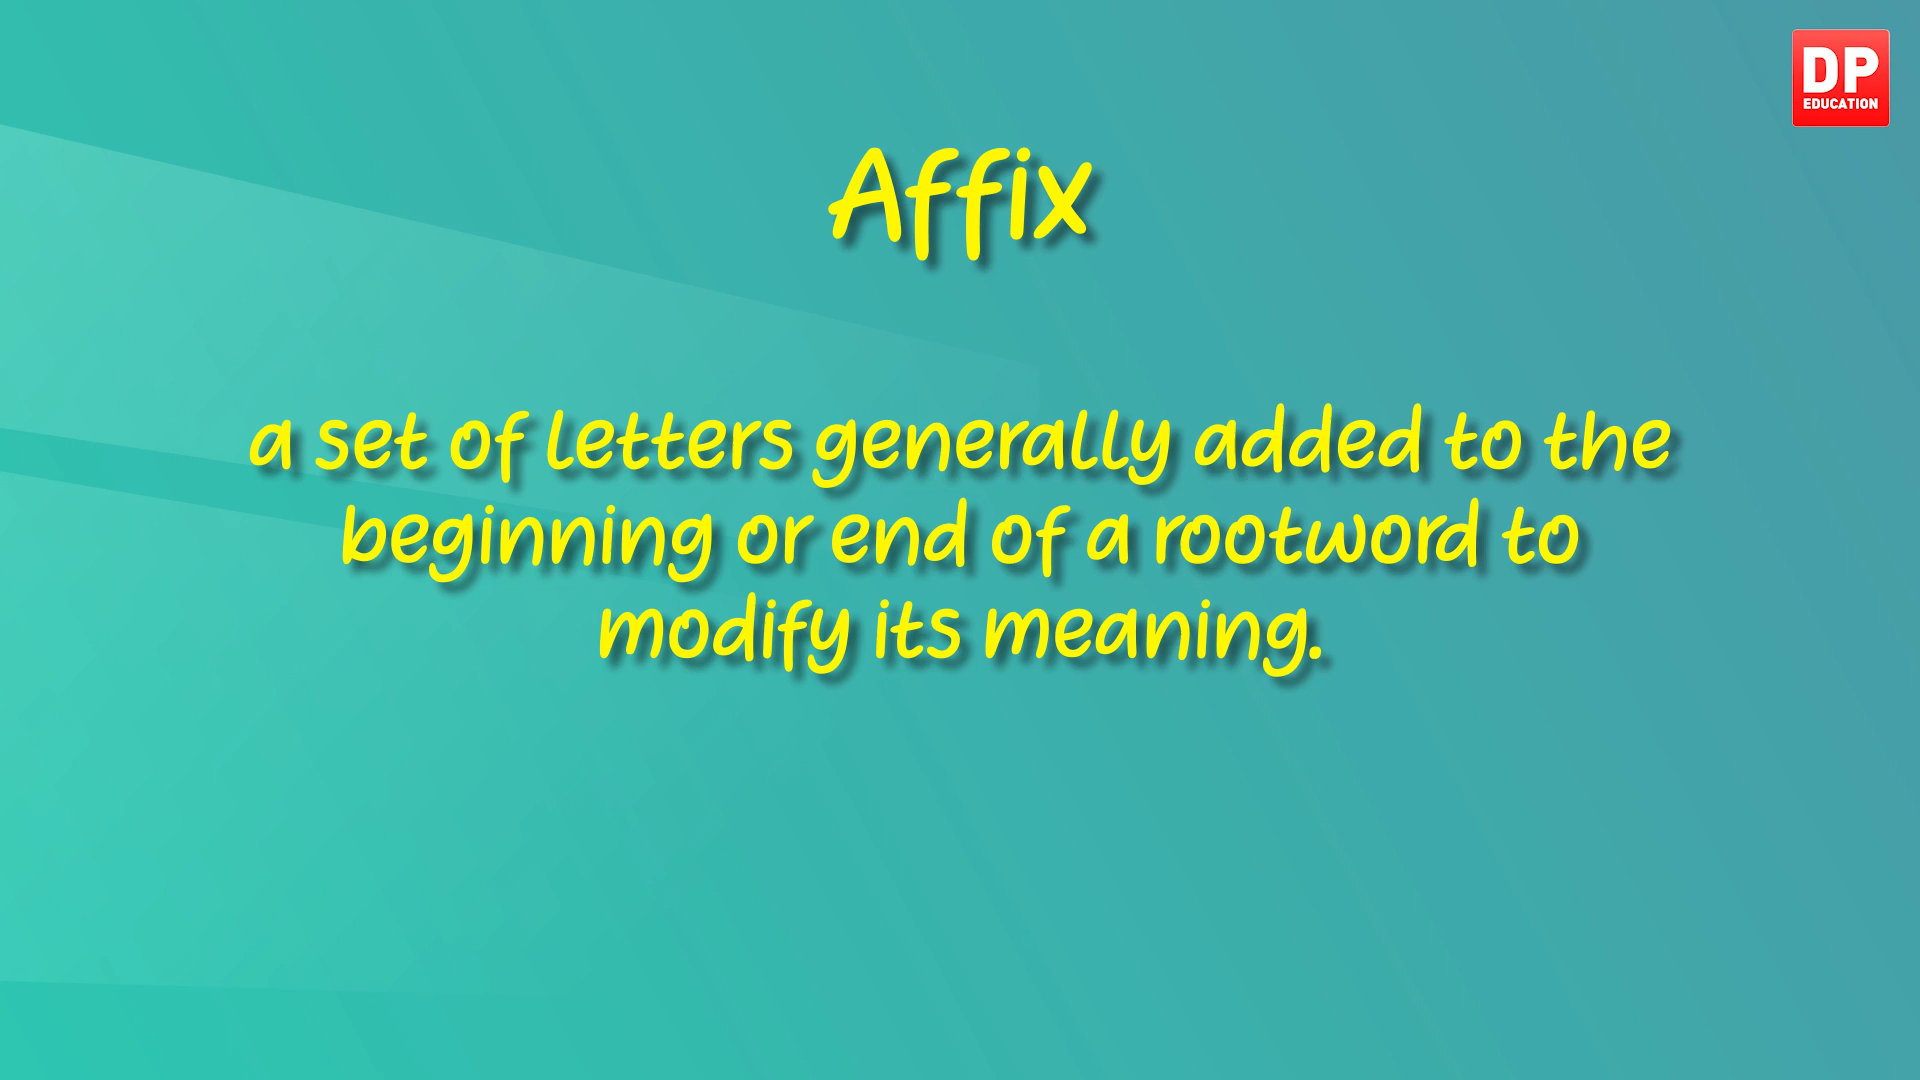 DP
EDUCATION
Affix
a set of letters generally added to the
beginning or end of a rootword to
modify its meaning.